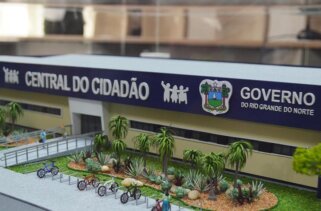 CENTRAL DO CIDADÃO
GOVERNO
DO RIO GRANDE DO NORTE